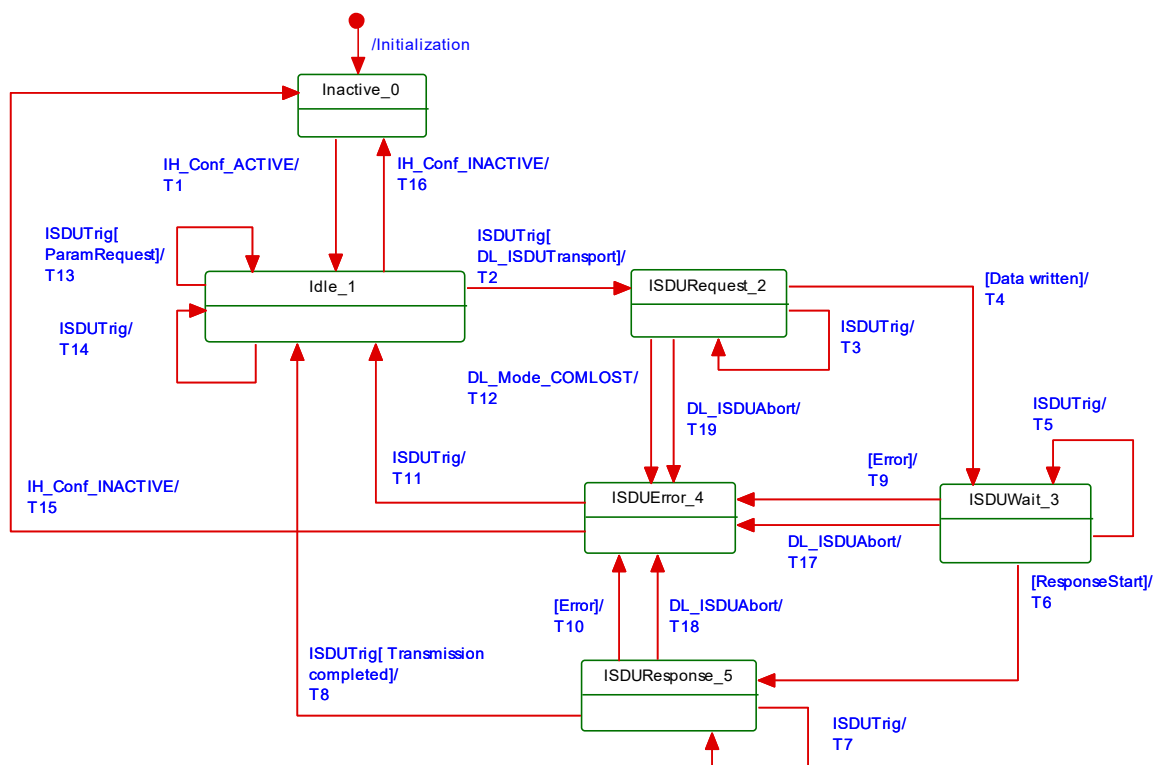 /Initialization
Inactive_0
IH_Conf_ACTIVE/
T1
IH_Conf_INACTIVE/
T16
ISDUTrig[
ParamRequest]/
T13
ISDUTrig[
DL_ISDUTransport]/
T2
Idle_1
ISDURequest_2
[Data written]/
T4
ISDUTrig/
T14
ISDUTrig/
T3
DL_Mode_COMLOST/
T12
DL_ISDUAbort/
T19
ISDUTrig/
T5
ISDUTrig/
T11
[Error]/
T9
IH_Conf_INACTIVE/
T15
ISDUError_4
ISDUWait_3
DL_ISDUAbort/
T17
[ResponseStart]/
T6
[Error]/
T10
DL_ISDUAbort/
T18
ISDUTrig[ Transmission
completed]/
T8
ISDUResponse_5
ISDUTrig/
T7